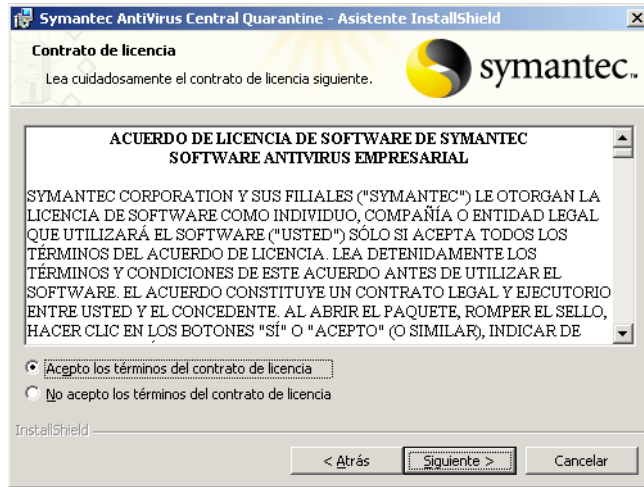 Symantec AntiVirus Central Quarantine - Asistente InstallShield
Contrato de licencia
Lea cuidadosamente el contrato de licencia siguiente.
symantec™
ACUERDO DE LICENCIA DE SOFTWARE DE SYMANTEC
SOFTWARE ANTIVIRUS EMPRESARIAL
SYMANTEC CORPORATION Y SUS FILIALES ("SYMANTEC") LE OTORGAN LA
LICENCIA DE SOFTWARE COMO INDIVIDUO, COMPAÑÍA O ENTIDAD LEGAL
QUE UTILIZARÁ EL SOFTWARE ("USTED") SÓLO SI ACEPTA TODOS LOS
TÉRMINOS DEL ACUERDO DE LICENCIA. LEA DETENIDAMENTE LOS
TÉRMINOS Y CONDICIONES DE ESTE ACUERDO ANTES DE UTILIZAR EL
SOFTWARE. EL ACUERDO CONSTITUYE UN CONTRATO LEGAL Y EJECUTORIO
ENTRE USTED Y EL CONCEDENTE. AL ABRIR EL PAQUETE, ROMPER EL SELLO,
HACER CLIC EN LOS BOTONES "SÍ" O "ACEPTO" (O SIMILAR), INDICAR DE
Acepto los términos del contrato de licencia
No acepto los términos del contrato de licencia
InstallShield
< Atrás
Siguiente >
Cancelar